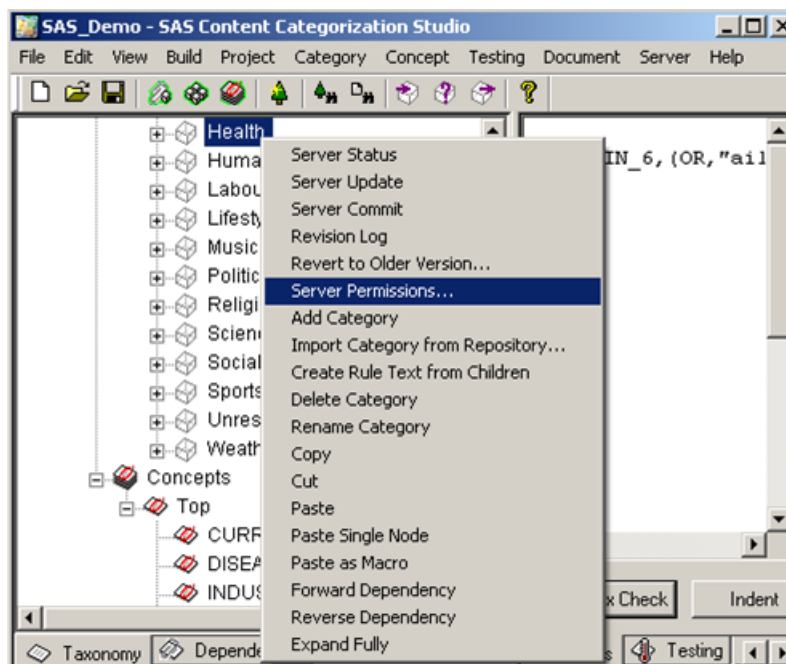 SAS_Demo - SAS Content Categorization Studio
File Edit View Build Project Category Concept Testing Document Server Help
Health
Huma
Labou
Lifesty
Music
Politic
Religi
Scien
Social
Sports
Unres
Weath
Concepts
Top
CURR
DISEA
INDUS
Server Status
Server Update
Server Commit
Revision Log
Revert to Older Version...
Server Permissions...
Add Category
Import Category from Repository...
Create Rule Text from Children
Delete Category
Rename Category
Copy
Cut
Paste
Paste Single Node
Paste as Macro
Forward Dependency
Reverse Dependency
Expand Fully
IN_6,(OR,"ail
x Check Indent
Taxonomy Depende s Testing